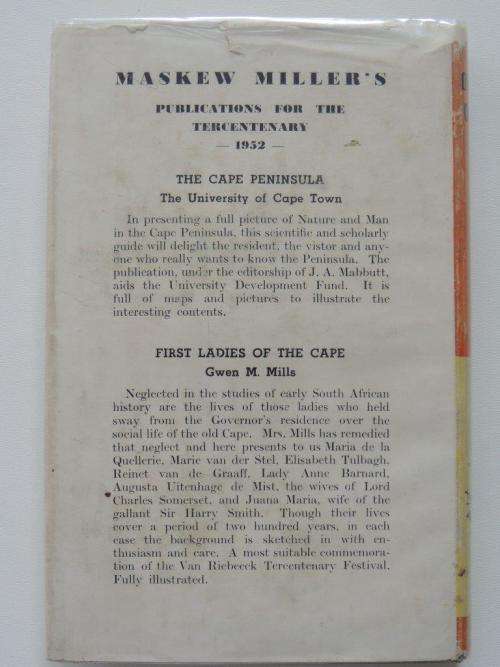 MASKEW MILLER'S
PUBLICATIONS FOR THE
TERCENTENARY
— 1952 —
THE CAPE PENINSULA
The University of Cape Town
In presenting a full picture of Nature and Man
in the Cape Peninsula, this scientific and scholarly
guide will delight the resident, the vistor and any-
one who really wants to know the Peninsula. The
publication, under the editorship of J. A. Mabbutt,
aids the University Development Fund. It is
full of maps and pictures to illustrate the
interesting contents.
FIRST LADIES OF THE CAPE
Gwen M. Mills
Neglected in the studies of early South African
history are the lives of those ladies who held
sway from the Governor's residence over the
social life of the old Cape. Mrs. Mills has remedied
that neglect and here presents to us Maria de la
Quellerie, Marie van der Stel, Elisabeth Tulbagh,
Reinet van de Graaff, Lady Anne Barnard,
Augusta Uitenhage de Mist, the wives of Lord
Charles Somerset, and Juana Maria, wife of the
gallant Sir Harry Smith. Though their lives
cover a period of two hundred years, in each
case the background is sketched in with en-
thusiasm and care. A most suitable commemora-
tion of the Van Riebeeck Tercentenary Festival.
Fully illustrated.